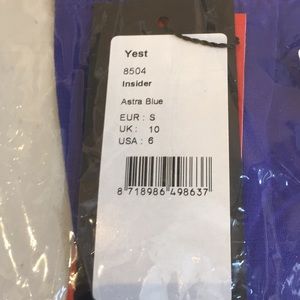 Yest
8504
Insider
Astra Blue
EUR : S
UK : 10
USA : 6
8 718986 498637